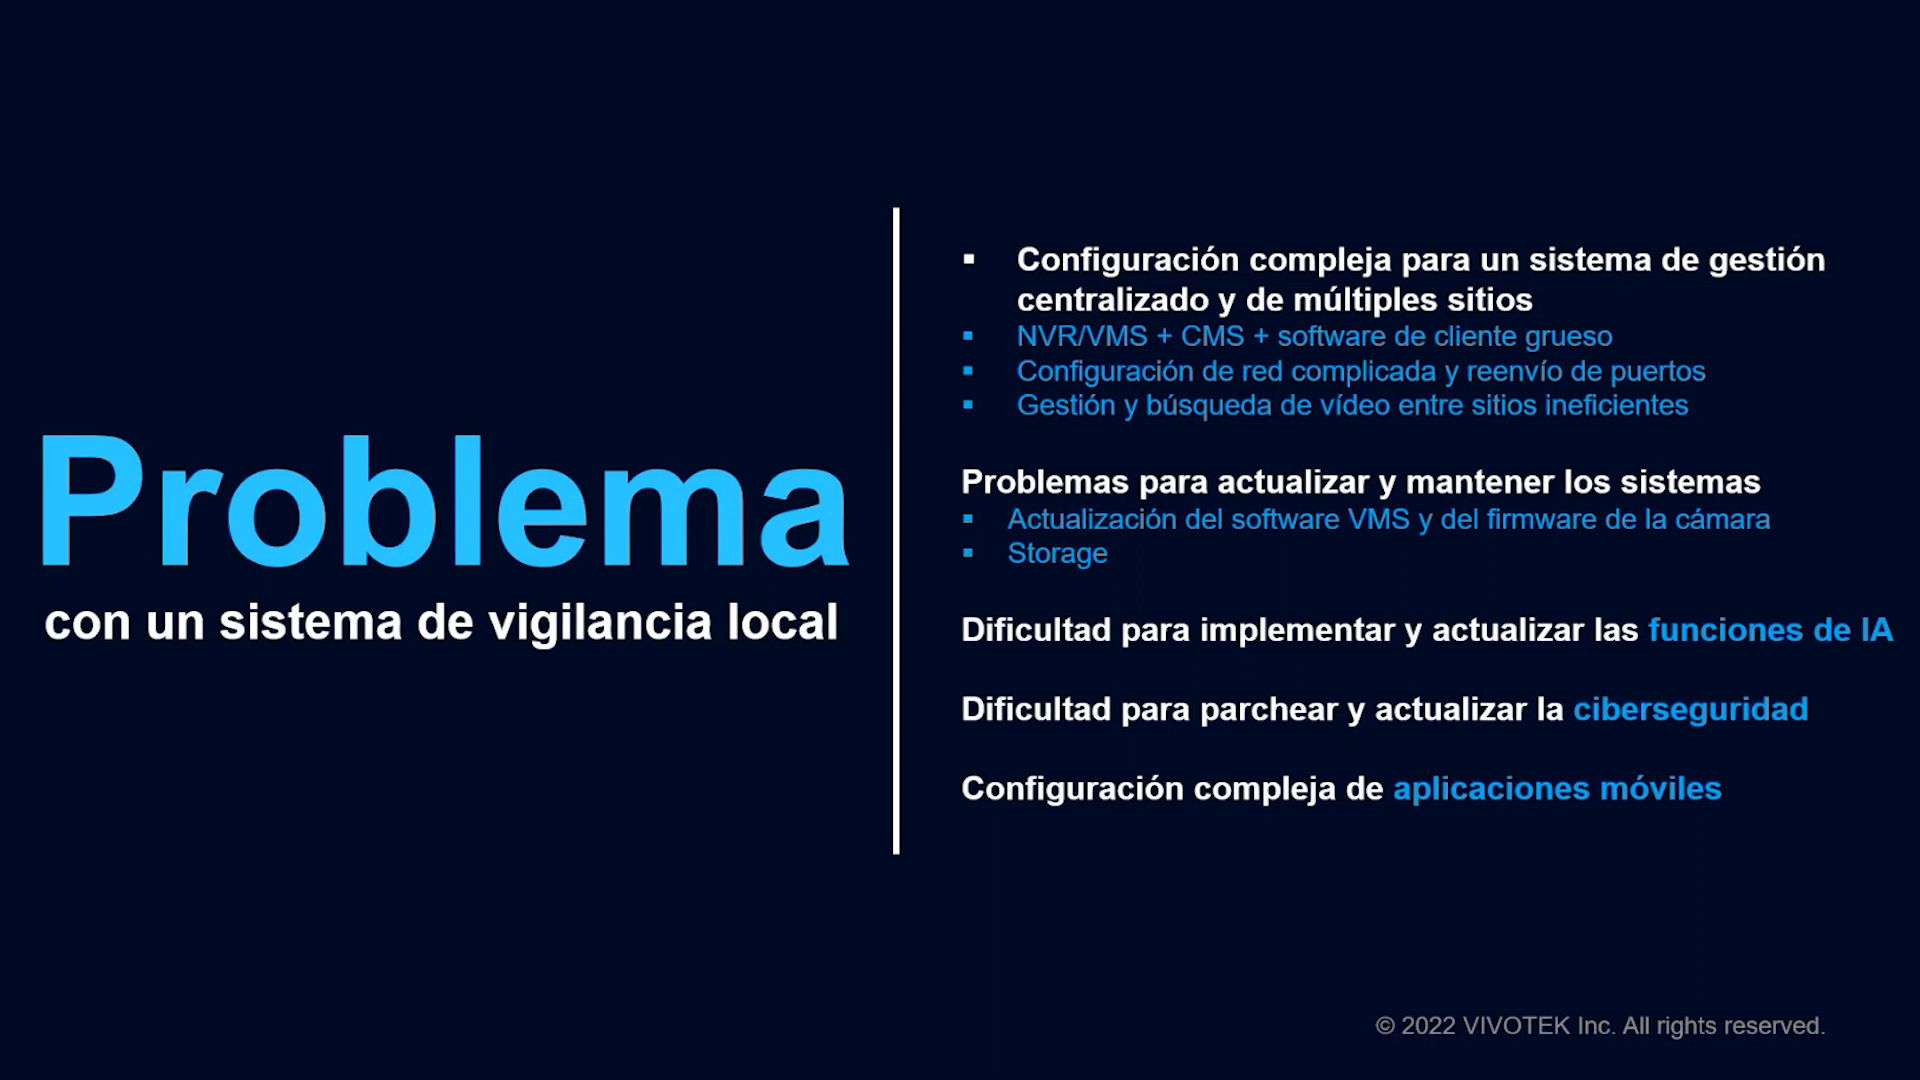 Problema
con un sistema de vigilancia local
▪ Configuración compleja para un sistema de gestión
centralizado y de múltiples sitios
▪ NVR/VMS + CMS + software de cliente grueso
▪ Configuración de red complicada y reenvío de puertos
▪ Gestión y búsqueda de vídeo entre sitios ineficientes
Problemas para actualizar y mantener los sistemas
▪ Actualización del software VMS y del firmware de la cámara
▪ Storage
Dificultad para implementar y actualizar las funciones de IA
Dificultad para parchear y actualizar la ciberseguridad
Configuración compleja de aplicaciones móviles
© 2022 VIVOTEK Inc. All rights reserved.